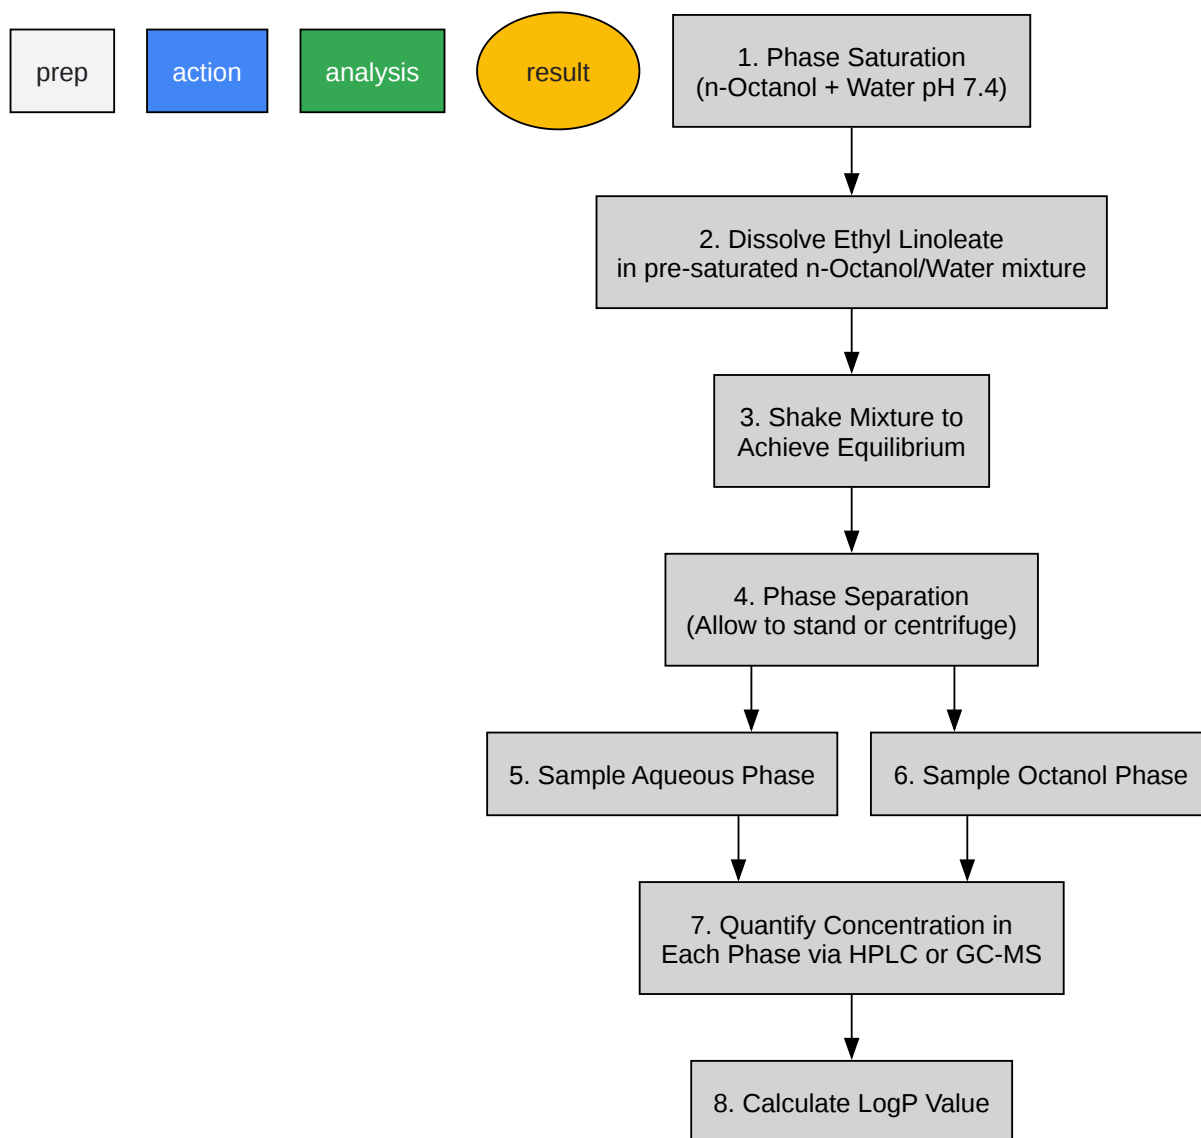 prep
action
analysis
result
1. Phase Saturation
(n-Octanol + Water pH 7.4)
2. Dissolve Ethyl Linoleate
in pre-saturated n-Octanol/Water mixture
3. Shake Mixture to
Achieve Equilibrium
4. Phase Separation
(Allow to stand or centrifuge)
5. Sample Aqueous Phase
6. Sample Octanol Phase
7. Quantify Concentration in
Each Phase via HPLC or GC-MS
8. Calculate LogP Value